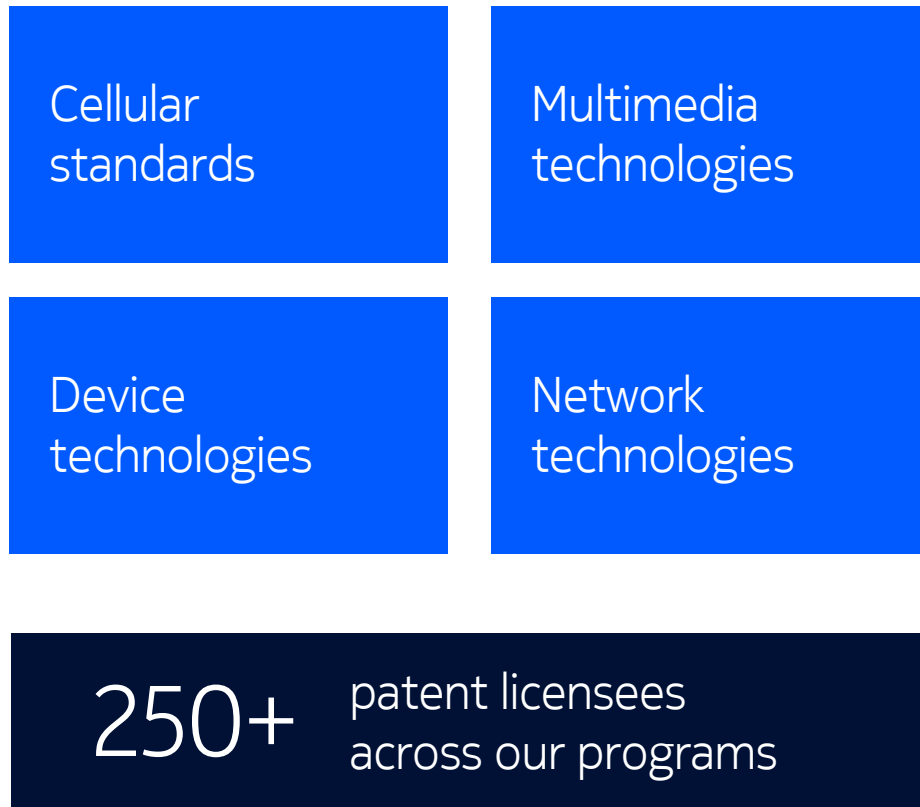 Cellular
standards
Multimedia
technologies
Device
technologies
Network
technologies
250+
patent licensees
across our programs